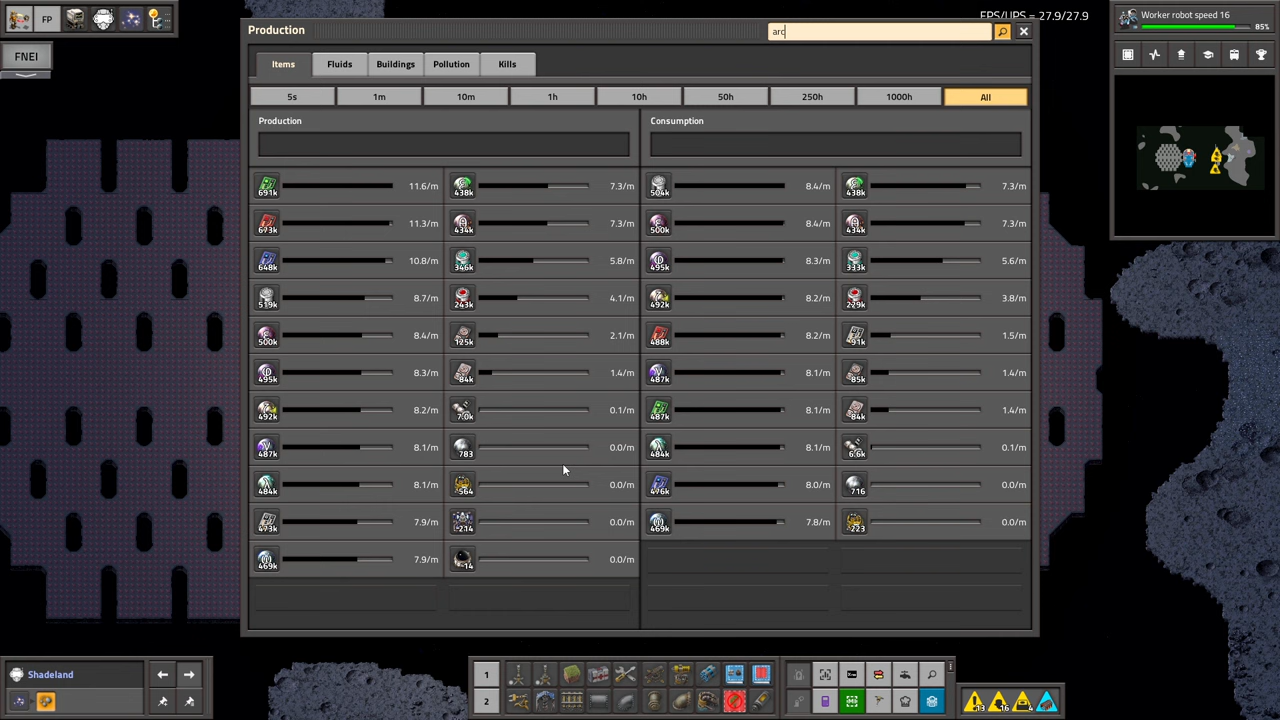 FP
FPS/UPS = 27.9/27.9
Worker robot speed 16
85%
FNEI
Production
arc
Items
Fluids
Buildings
Pollution
Kills
5s
1m
10m
1h
10h
50h
250h
1000h
All
Production
Consumption
691k 11.6/m 438k 7.3/m 504k 8.4/m 438k 7.3/m
673k 11.3/m 434k 7.3/m 500k 8.4/m 434k 7.3/m
648k 10.8/m 346k 5.8/m 495k 8.3/m 333k 5.6/m
519k 8.7/m 243k 4.1/m 492k 8.2/m 229k 3.8/m
500k 8.4/m 125k 2.1/m 488k 8.2/m 91k 1.5/m
495k 8.3/m 84k 1.4/m 487k 8.1/m 85k 1.4/m
492k 8.2/m 7.0k 0.1/m 487k 8.1/m 84k 1.4/m
487k 8.1/m 783 0.0/m 484k 8.1/m 6.6k 0.1/m
484k 8.1/m 564 0.0/m 476k 8.0/m 716 0.0/m
473k 7.9/m 214 0.0/m 469k 7.8/m 223 0.0/m
469k 7.9/m 14 0.0/m
Shadeland
1
2